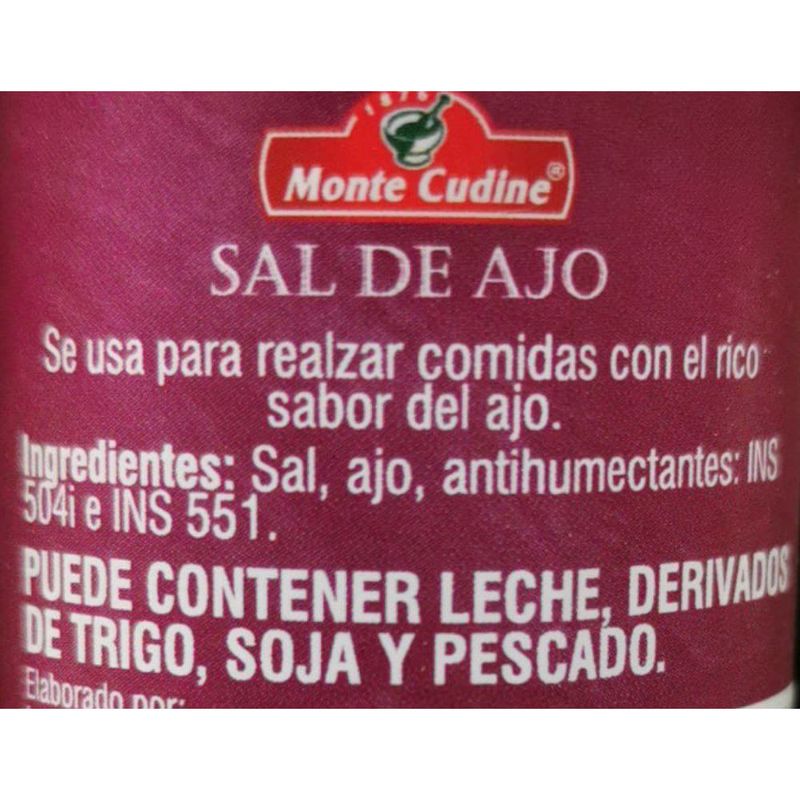 1876
Monte Cudine®
SAL DE AJO
Se usa para realzar comidas con el rico
sabor del ajo.
Ingredientes: Sal, ajo, antihumectantes: INS
504i e INS 551.
PUEDE CONTENER LECHE, DERIVADOS
DE TRIGO, SOJA Y PESCADO.
Elaborado por: